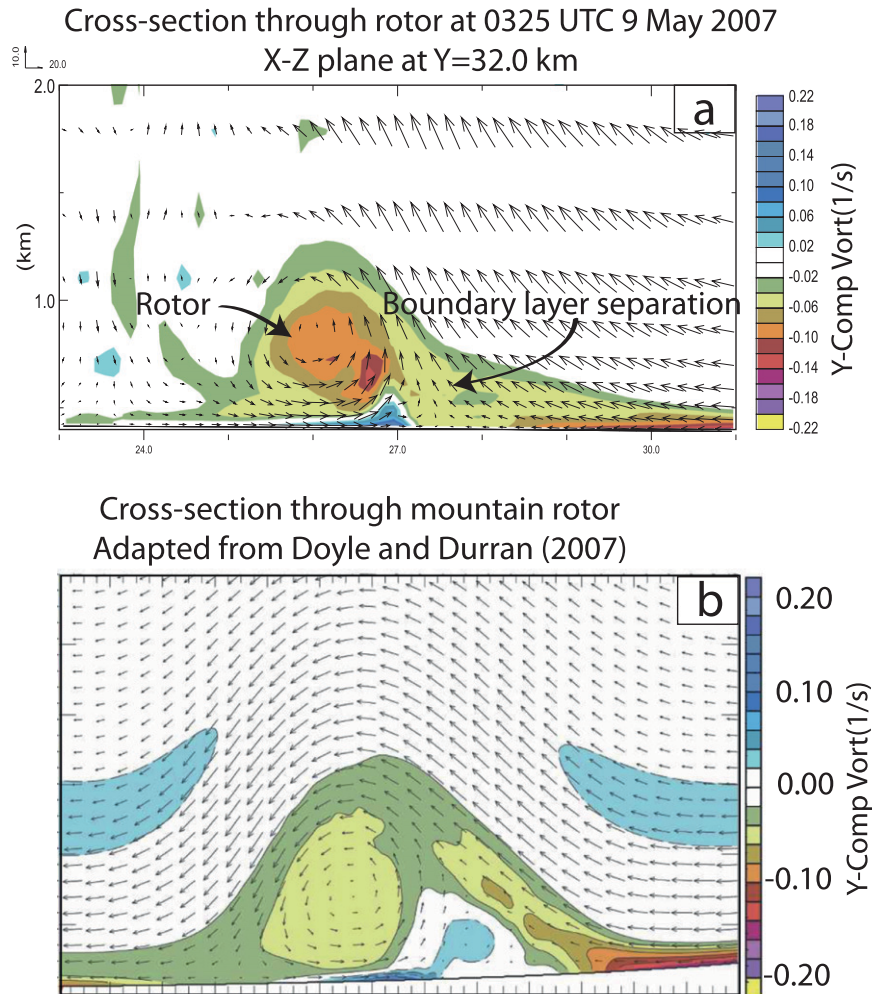 Cross-section through rotor at 0325 UTC 9 May 2007
X-Z plane at Y=32.0 km
10.0
20.0
2.0
a
0.22
0.18
0.14
0.10
0.06
0.02
-0.02
-0.06
-0.10
-0.14
-0.18
-0.22
Y-Comp Vort(1/s)
(km)
1.0
Rotor
Boundary layer separation
24.0
27.0
30.0
Cross-section through mountain rotor
Adapted from Doyle and Durran (2007)
b
0.20
0.10
0.00
-0.10
-0.20
Y-Comp Vort(1/s)